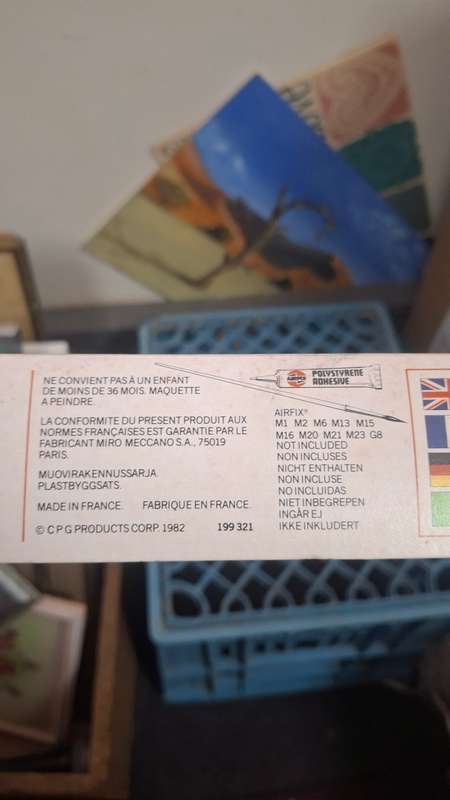 NE CONVIENT PAS À UN ENFANT
DE MOINS DE 36 MOIS. MAQUETTE
A PEINDRE.
LA CONFORMITE DU PRESENT PRODUIT AUX
NORMES FRANÇAISES EST GARANTIE PAR LE
FABRICANT MIRO MECCANO S.A., 75019
PARIS.
MUOVIRAKENNUSSARJA.
PLASTBYGGSATS.
MADE IN FRANCE. FABRIQUE EN FRANCE.
© C P G PRODUCTS CORP. 1982 199 321
AIRFIX
POLYSTYRENE
ADHESIVE
AIRFIX®
M1 M2 M6 M13 M15
M16 M20 M21 M23 G8
NOT INCLUDED
NON INCLUSES
NICHT ENTHALTEN
NON INCLUSE
NO INCLUIDAS
NIET INBEGREPEN
INGÅR EJ
IKKE INKLUDERT